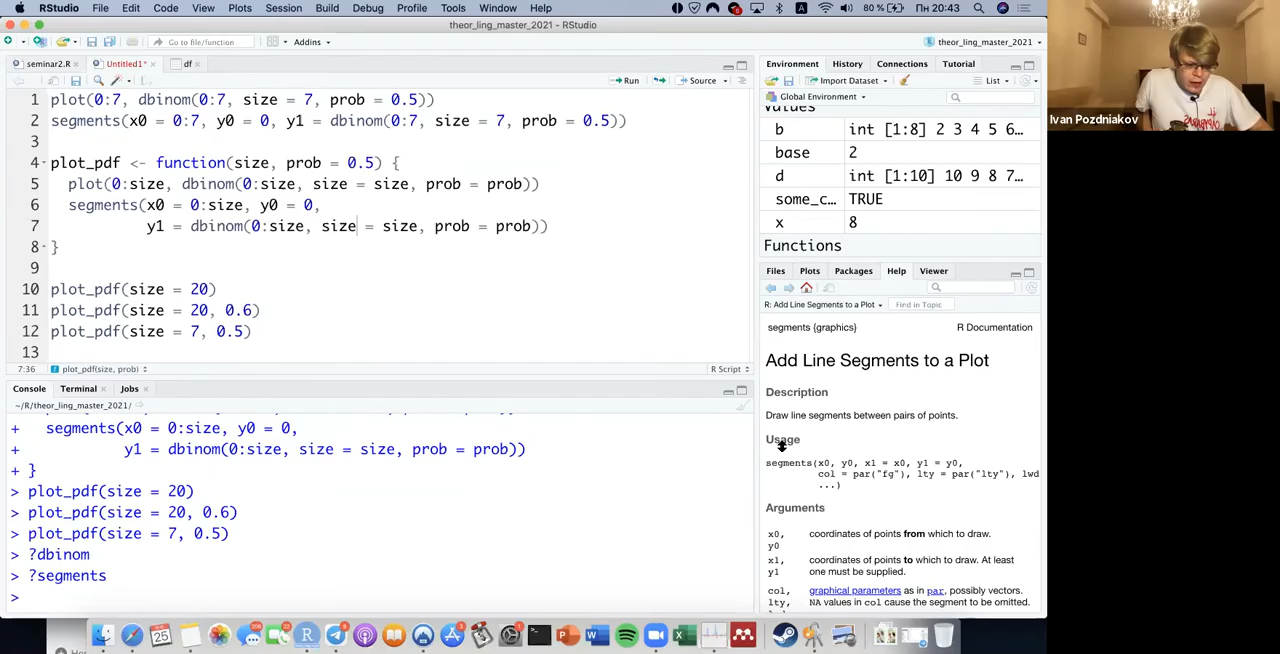 RStudio File Edit Code View Plots Session Build Debug Profile Tools Window Help 80 % Пн 20:43
theor_ling_master_2021 - RStudio
Go to file/function Addins theor_ling_master_2021
seminar2.R × Untitled1* × df ×
Run Source
1 plot(0:7, dbinom(0:7, size = 7, prob = 0.5))
2 segments(x0 = 0:7, y0 = 0, y1 = dbinom(0:7, size = 7, prob = 0.5))
3
4 plot_pdf <- function(size, prob = 0.5) {
5 plot(0:size, dbinom(0:size, size = size, prob = prob))
6 segments(x0 = 0:size, y0 = 0,
7 y1 = dbinom(0:size, size = size, prob = prob))
8 }
9
10 plot_pdf(size = 20)
11 plot_pdf(size = 20, 0.6)
12 plot_pdf(size = 7, 0.5)
13
7:36 plot_pdf(size, prob) R Script
Console Terminal × Jobs ×
~/R/theor_ling_master_2021/
+ segments(x0 = 0:size, y0 = 0,
+ y1 = dbinom(0:size, size = size, prob = prob))
+ }
> plot_pdf(size = 20)
> plot_pdf(size = 20, 0.6)
> plot_pdf(size = 7, 0.5)
> ?dbinom
> ?segments
>
Environment History Connections Tutorial
Import Dataset List
Global Environment
Values
b int [1:8] 2 3 4 5 6…
base 2
d int [1:10] 10 9 8 7…
some_c… TRUE
x 8
Functions
Files Plots Packages Help Viewer
R: Add Line Segments to a Plot Find in Topic
segments {graphics} R Documentation
Add Line Segments to a Plot
Description
Draw line segments between pairs of points.
Usage
segments(x0, y0, x1 = x0, y1 = y0,
col = par("fg"), lty = par("lty"), lwd
...)
Arguments
x0, coordinates of points from which to draw.
y0
x1, coordinates of points to which to draw. At least
y1 one must be supplied.
col, graphical parameters as in par, possibly vectors.
lty, NA values in col cause the segment to be omitted.
Ivan Pozdniakov